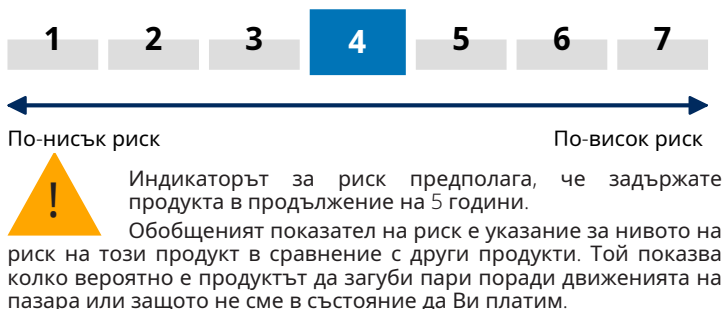 1 2 3 4 5 6 7
По-нисък риск По-висок риск
!
Индикаторът за риск предполага, че задържате
продукта в продължение на 5 години.
Обобщеният показател на риск е указание за нивото на
риск на този продукт в сравнение с други продукти. Той показва
колко вероятно е продуктът да загуби пари поради движенията на
пазара или защото не сме в състояние да Ви платим.